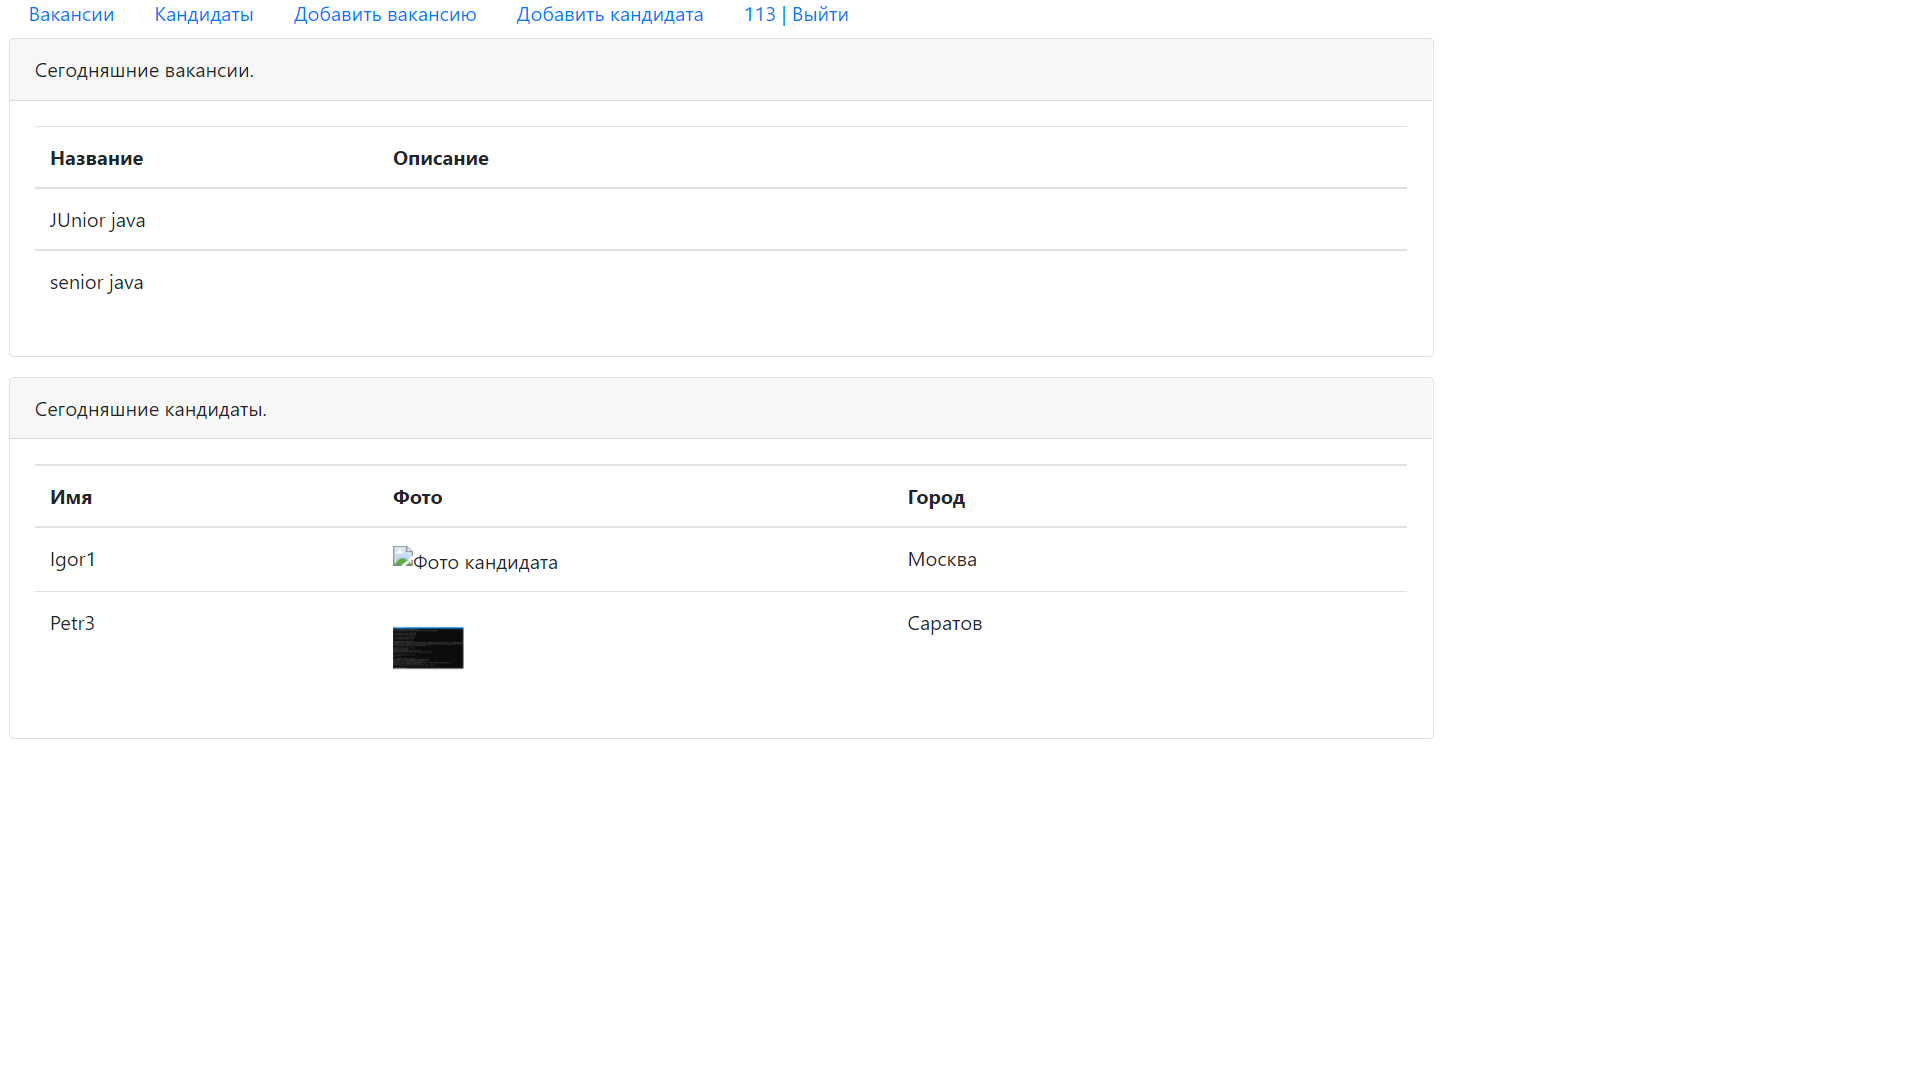 Вакансии Кандидаты Добавить вакансию Добавить кандидата 113 | Выйти
Сегодняшние вакансии.
Название Описание
JUnior java
senior java
Сегодняшние кандидаты.
Имя Фото Город
Igor1 Фото кандидата Москва
Petr3 Саратов